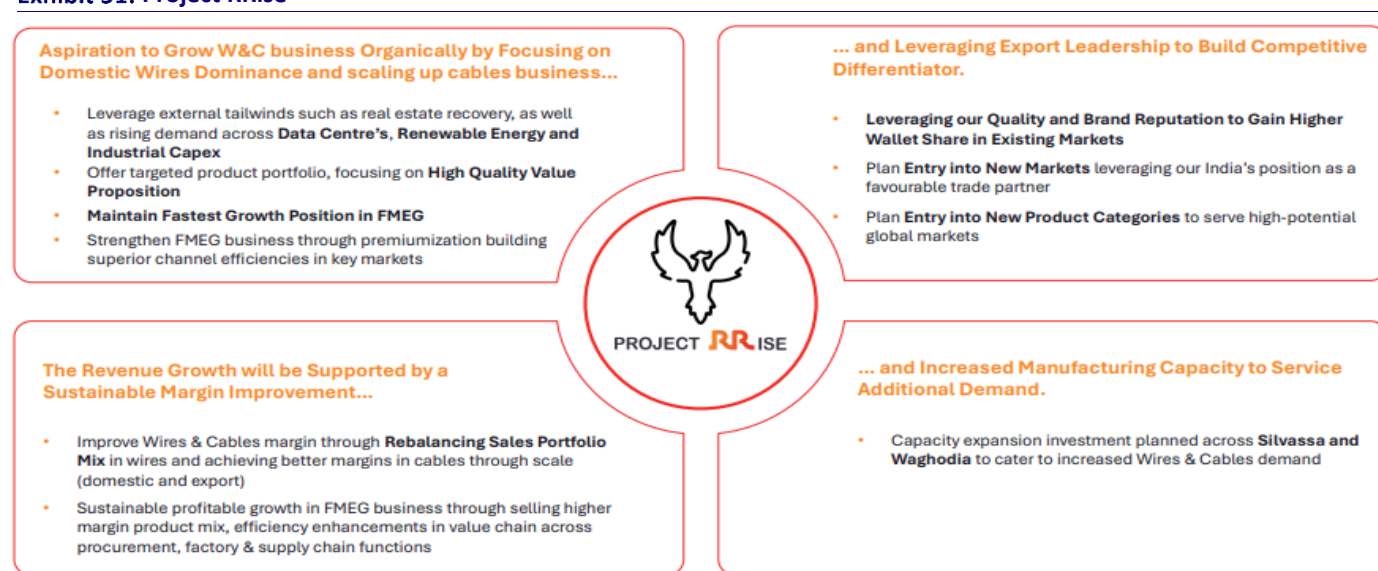 Exhibit 51: Project RRise
Aspiration to Grow W&C business Organically by Focusing on
Domestic Wires Dominance and scaling up cables business...
• Leverage external tailwinds such as real estate recovery, as well
as rising demand across Data Centre's, Renewable Energy and
Industrial Capex
• Offer targeted product portfolio, focusing on High Quality Value
Proposition
• Maintain Fastest Growth Position in FMEG
• Strengthen FMEG business through premiumization building
superior channel efficiencies in key markets
... and Leveraging Export Leadership to Build Competitive
Differentiator.
• Leveraging our Quality and Brand Reputation to Gain Higher
Wallet Share in Existing Markets
• Plan Entry into New Markets leveraging our India's position as a
favourable trade partner
• Plan Entry into New Product Categories to serve high-potential
global markets
PROJECT RR ISE
The Revenue Growth will be Supported by a
Sustainable Margin Improvement...
• Improve Wires & Cables margin through Rebalancing Sales Portfolio
Mix in wires and achieving better margins in cables through scale
(domestic and export)
• Sustainable profitable growth in FMEG business through selling higher
margin product mix, efficiency enhancements in value chain across
procurement, factory & supply chain functions
... and Increased Manufacturing Capacity to Service
Additional Demand.
• Capacity expansion investment planned across Silvassa and
Waghodia to cater to increased Wires & Cables demand